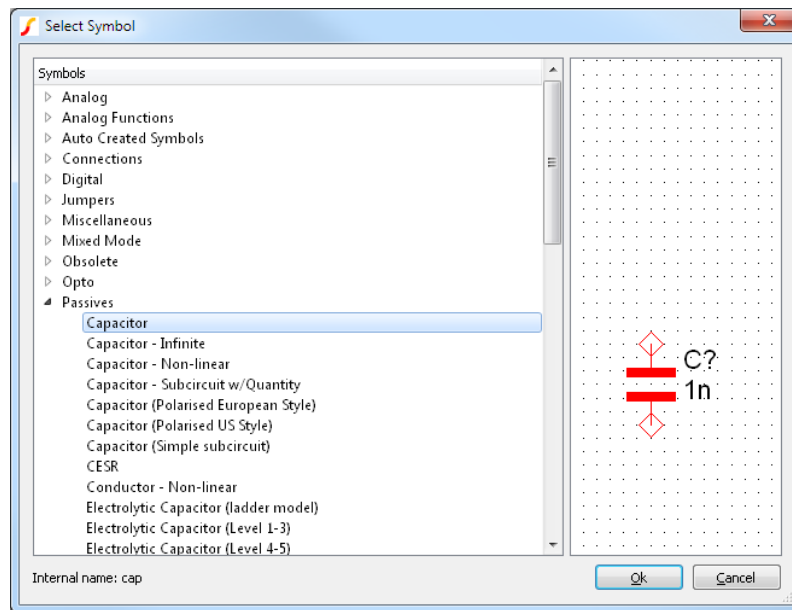 Select Symbol
Symbols
Analog
Analog Functions
Auto Created Symbols
Connections
Digital
Jumpers
Miscellaneous
Mixed Mode
Obsolete
Opto
Passives
Capacitor
Capacitor - Infinite
Capacitor - Non-linear
Capacitor - Subcircuit w/Quantity
Capacitor (Polarised European Style)
Capacitor (Polarised US Style)
Capacitor (Simple subcircuit)
CESR
Conductor - Non-linear
Electrolytic Capacitor (ladder model)
Electrolytic Capacitor (Level 1-3)
Electrolytic Capacitor (Level 4-5)
C?
1n
Internal name: cap
Ok
Cancel